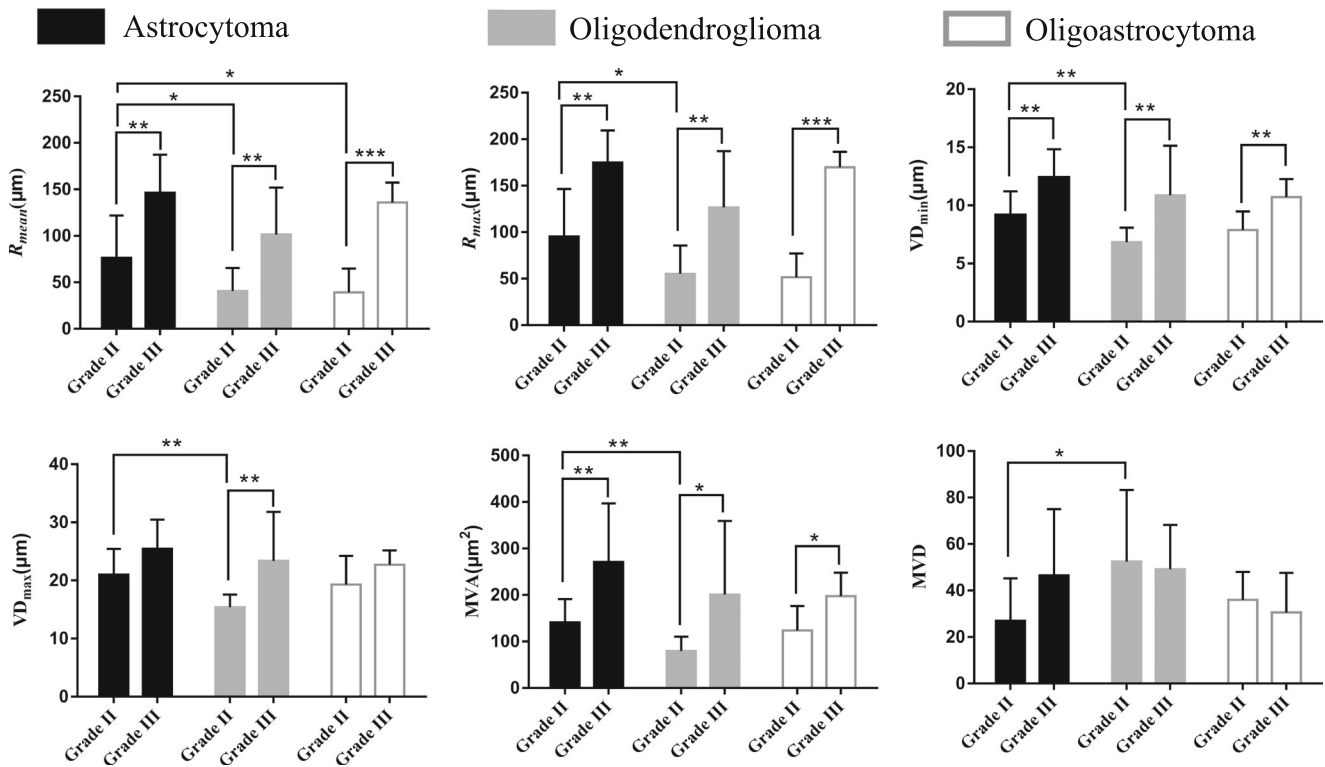 Astrocytoma
Oligodendroglioma
Oligoastrocytoma
Rmean(μm)
250
200
150
100
50
0
*
*
**
**
***
Grade II
Grade III
Grade II
Grade III
Grade II
Grade III
Rmax(μm)
250
200
150
100
50
0
*
**
**
***
Grade II
Grade III
Grade II
Grade III
Grade II
Grade III
VDmin(μm)
20
15
10
5
0
**
**
**
**
Grade II
Grade III
Grade II
Grade III
Grade II
Grade III
VDmax(μm)
40
30
20
10
0
**
**
Grade II
Grade III
Grade II
Grade III
Grade II
Grade III
MVA(μm²)
500
400
300
200
100
0
**
**
*
*
Grade II
Grade III
Grade II
Grade III
Grade II
Grade III
MVD
100
80
60
40
20
0
*
Grade II
Grade III
Grade II
Grade III
Grade II
Grade III